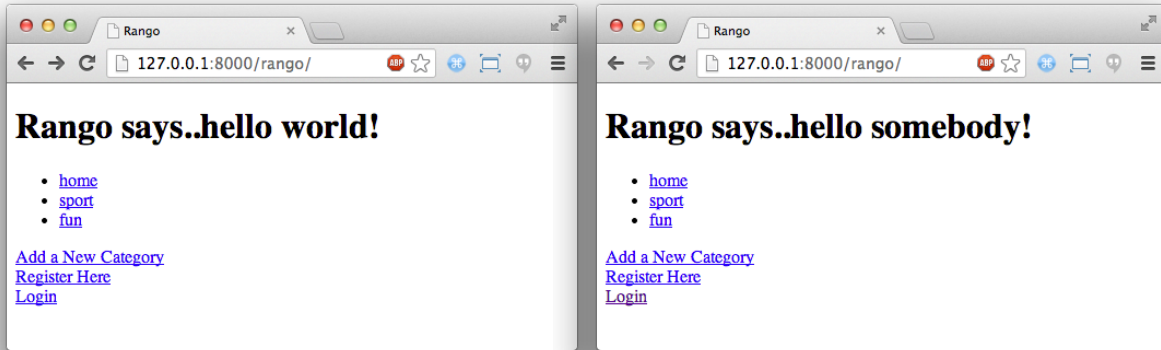 Rango
127.0.0.1:8000/rango/
ABP
Rango says..hello world!
home
sport
fun
Add a New Category
Register Here
Login
Rango
127.0.0.1:8000/rango/
ABP
Rango says..hello somebody!
home
sport
fun
Add a New Category
Register Here
Login